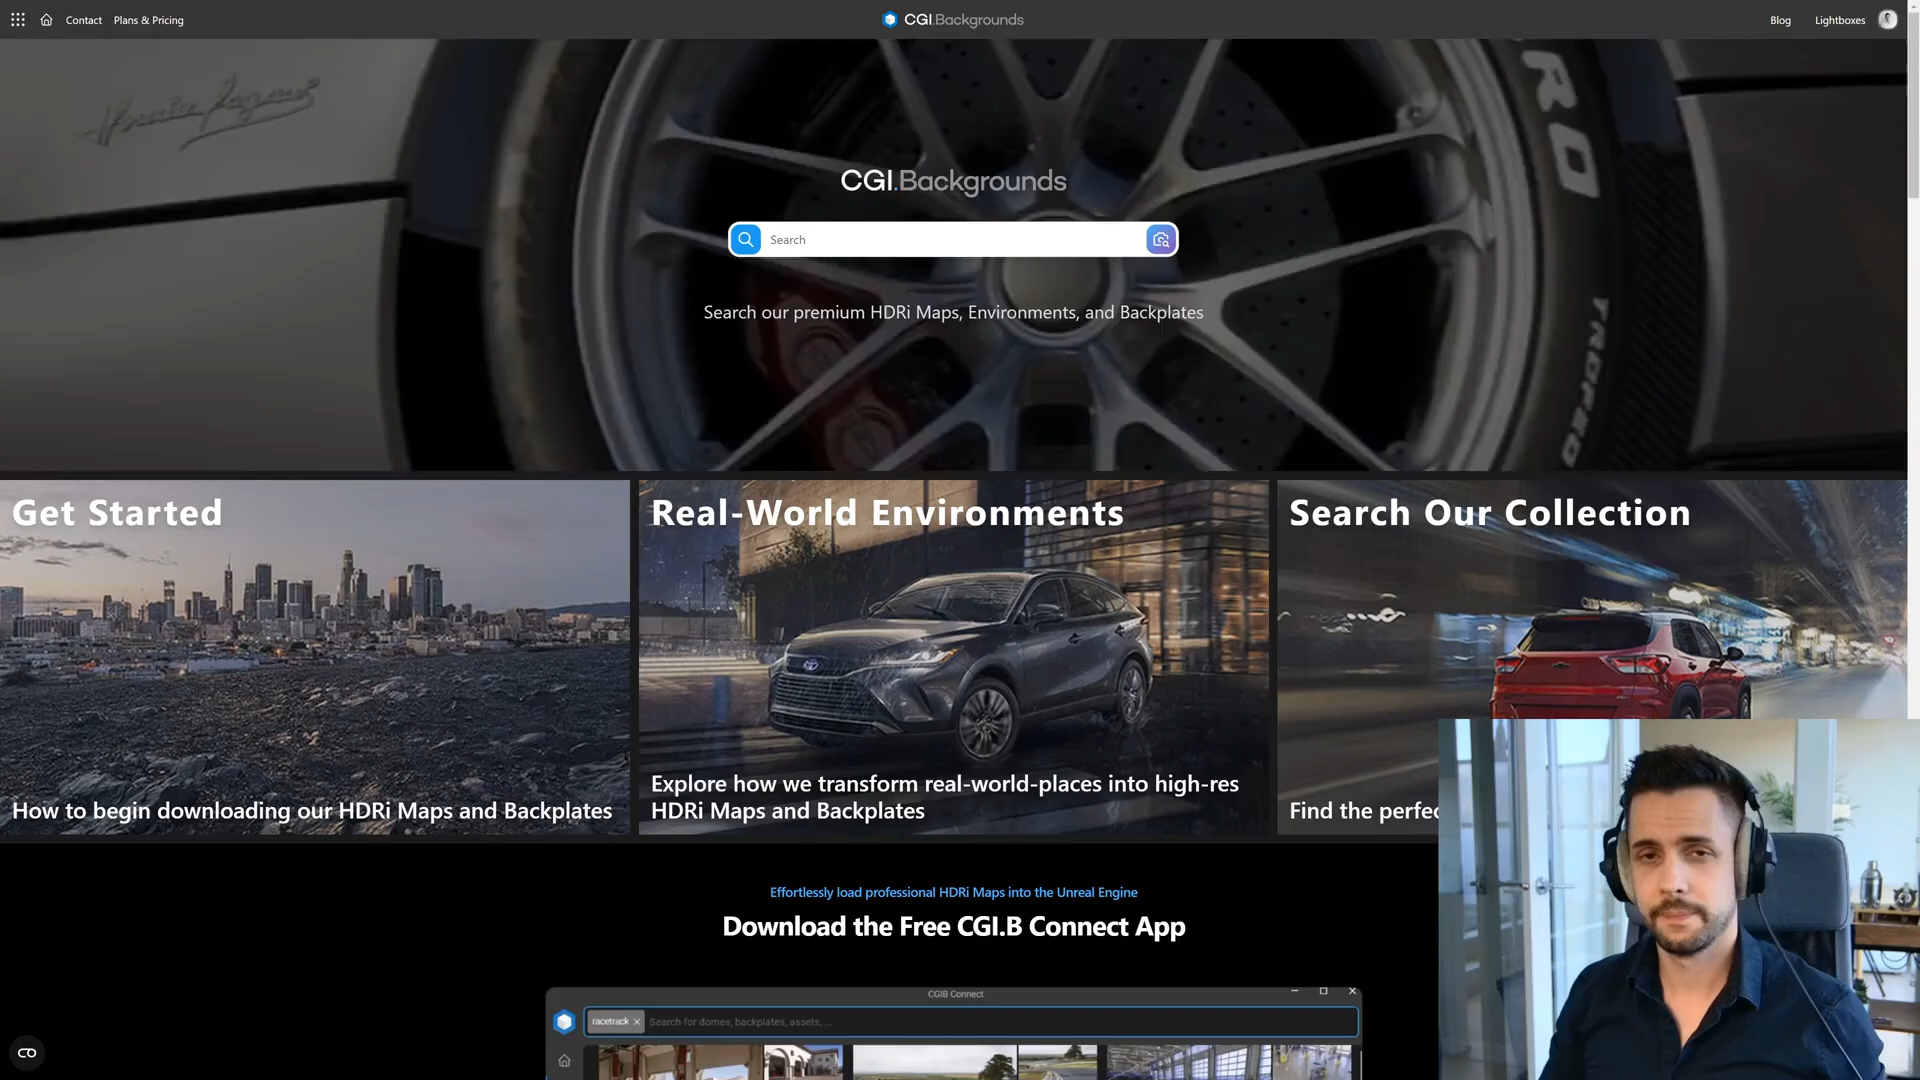 Contact Plans & Pricing
CGI.Backgrounds
Blog Lightboxes
CGI.Backgrounds
Search
Search our premium HDRi Maps, Environments, and Backplates
TROFEO
Get Started
How to begin downloading our HDRi Maps and Backplates
Real-World Environments
Explore how we transform real-world-places into high-res
HDRi Maps and Backplates
Search Our Collection
Find the perfec
Effortlessly load professional HDRi Maps into the Unreal Engine
Download the Free CGI.B Connect App
CGIB Connect
racetrack
Search for domes, backplates, assets, ...